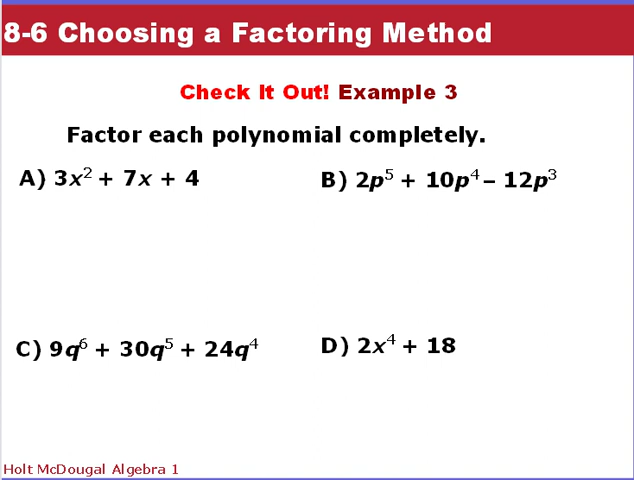 8-6 Choosing a Factoring Method
Check It Out! Example 3
Factor each polynomial completely.
A) 3x² + 7x + 4
B) 2p⁵ + 10p⁴ – 12p³
C) 9q⁶ + 30q⁵ + 24q⁴
D) 2x⁴ + 18
Holt McDougal Algebra 1